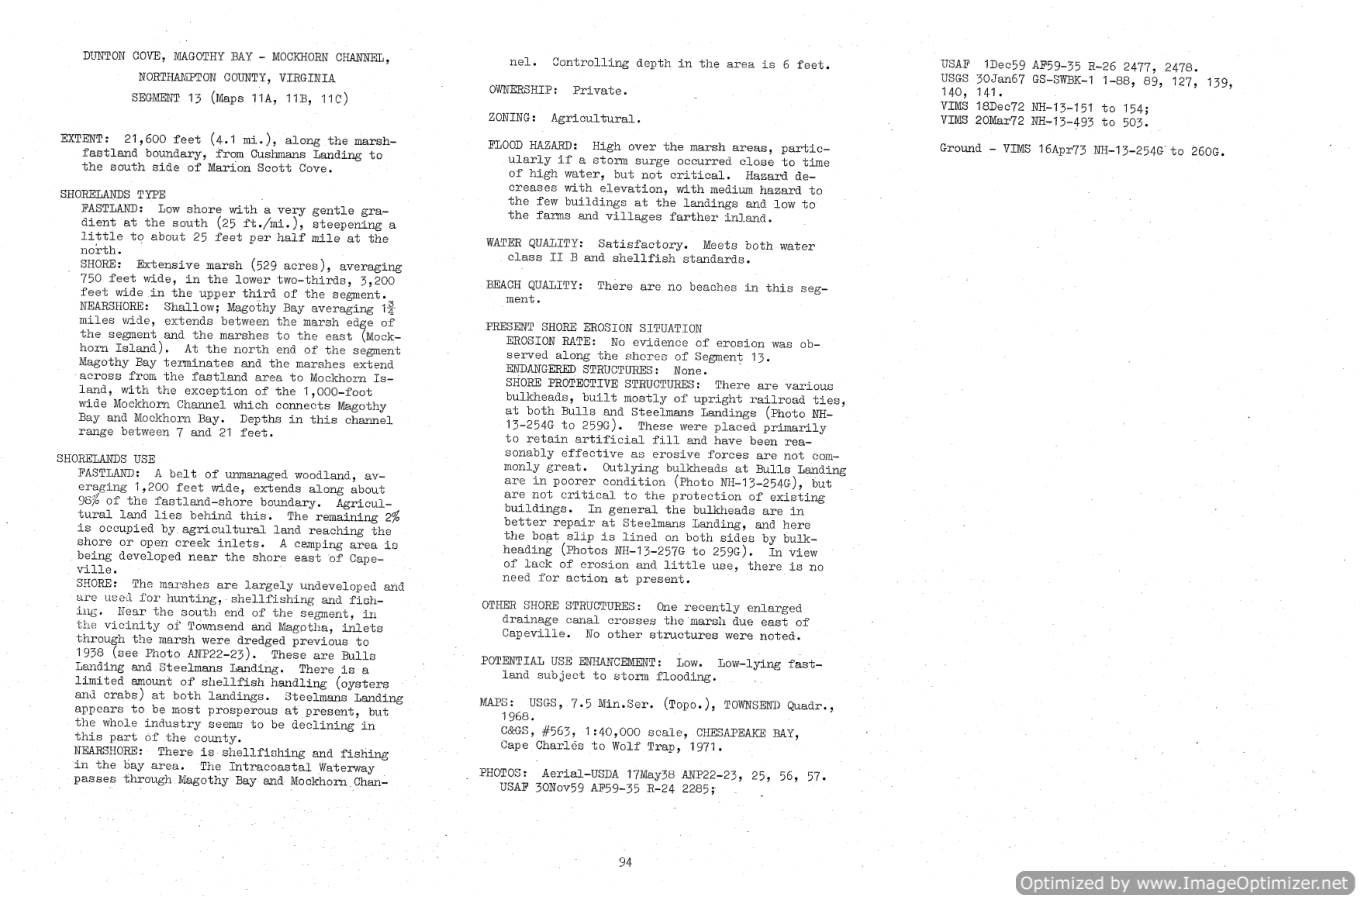 DUNTON COVE, MAGOTHY BAY - MOCKHORN CHANNEL,
NORTHAMPTON COUNTY, VIRGINIA
SEGMENT 13 (Maps 11A, 11B, 11C)
EXTENT: 21,600 feet (4.1 mi.), along the marsh-
fastland boundary, from Cushmans Landing to
the south side of Marion Scott Cove.
SHORELANDS TYPE
FASTLAND: Low shore with a very gentle gra-
dient at the south (25 ft./mi.), steepening a
little to about 25 feet per half mile at the
north.
SHORE: Extensive marsh (529 acres), averaging
750 feet wide, in the lower two-thirds, 3,200
feet wide in the upper third of the segment.
NEARSHORE: Shallow; Magothy Bay averaging 1¾
miles wide, extends between the marsh edge of
the segment and the marshes to the east (Mock-
horn Island). At the north end of the segment
Magothy Bay terminates and the marshes extend
across from the fastland area to Mockhorn Is-
land, with the exception of the 1,000-foot
wide Mockhorn Channel which connects Magothy
Bay and Mockhorn Bay. Depths in this channel
range between 7 and 21 feet.
SHORELANDS USE
FASTLAND: A belt of unmanaged woodland, av-
eraging 1,200 feet wide, extends along about
98% of the fastland-shore boundary. Agricul-
tural land lies behind this. The remaining 2%
is occupied by agricultural land reaching the
shore or open creek inlets. A camping area is
being developed near the shore east of Cape-
ville.
SHORE: The marshes are largely undeveloped and
are used for hunting, shellfishing and fish-
ing. Near the south end of the segment, in
the vicinity of Townsend and Magotha, inlets
through the marsh were dredged previous to
1938 (see Photo ANP22-23). These are Bulls
Landing and Steelmans Landing. There is a
limited amount of shellfish handling (oysters
and crabs) at both landings. Steelmans Landing
appears to be most prosperous at present, but
the whole industry seems to be declining in
this part of the county.
NEARSHORE: There is shellfishing and fishing
in the bay area. The Intracoastal Waterway
passes through Magothy Bay and Mockhorn Chan-
nel. Controlling depth in the area is 6 feet.
OWNERSHIP: Private.
ZONING: Agricultural.
FLOOD HAZARD: High over the marsh areas, partic-
ularly if a storm surge occurred close to time
of high water, but not critical. Hazard de-
creases with elevation, with medium hazard to
the few buildings at the landings and low to
the farms and villages farther inland.
WATER QUALITY: Satisfactory. Meets both water
class II B and shellfish standards.
BEACH QUALITY: There are no beaches in this seg-
ment.
PRESENT SHORE EROSION SITUATION
EROSION RATE: No evidence of erosion was ob-
served along the shores of Segment 13.
ENDANGERED STRUCTURES: None.
SHORE PROTECTIVE STRUCTURES: There are various
bulkheads, built mostly of upright railroad ties,
at both Bulls and Steelmans Landings (Photo NH-
13-254G to 259G). These were placed primarily
to retain artificial fill and have been rea-
sonably effective as erosive forces are not com-
monly great. Outlying bulkheads at Bulls Landing
are in poorer condition (Photo NH-13-254G), but
are not critical to the protection of existing
buildings. In general the bulkheads are in
better repair at Steelmans Landing, and here
the boat slip is lined on both sides by bulk-
heading (Photos NH-13-257G to 259G). In view
of lack of erosion and little use, there is no
need for action at present.
OTHER SHORE STRUCTURES: One recently enlarged
drainage canal crosses the marsh due east of
Capeville. No other structures were noted.
POTENTIAL USE ENHANCEMENT: Low. Low-lying fast-
land subject to storm flooding.
MAPS: USGS, 7.5 Min.Ser. (Topo.), TOWNSEND Quadr.,
1968.
C&GS, #563, 1:40,000 scale, CHESAPEAKE BAY,
Cape Charles to Wolf Trap, 1971.
PHOTOS: Aerial-USDA 17May38 ANP22-23, 25, 56, 57.
USAF 30Nov59 AF59-35 R-24 2285;
USAF 1Dec59 AF59-35 R-26 2477, 2478.
USGS 30Jan67 GS-SWBK-1 1-88, 89, 127, 139,
140, 141.
VIMS 18Dec72 NH-13-151 to 154;
VIMS 20Mar72 NH-13-493 to 503.
Ground - VIMS 16Apr73 NH-13-254G to 260G.
94
Optimized by www.ImageOptimizer.net